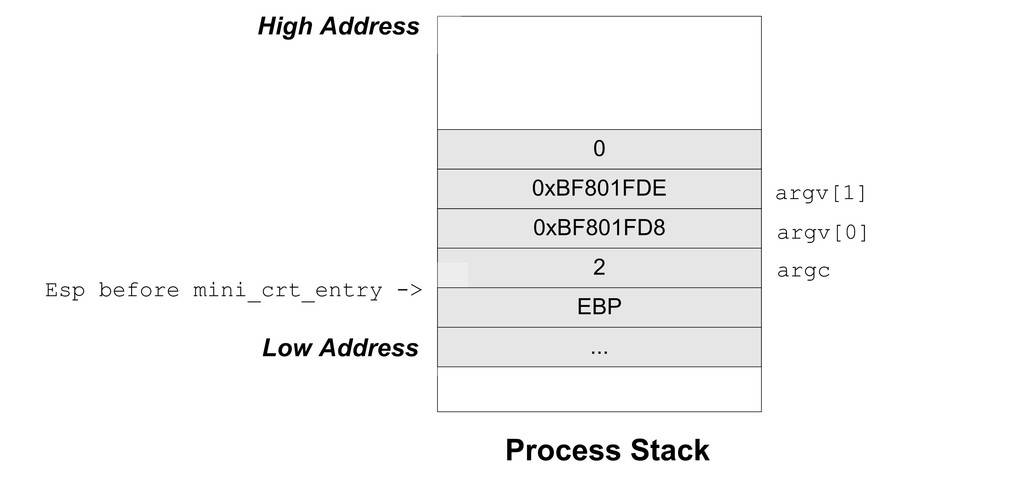 High Address
0
0xBF801FDE argv[1]
0xBF801FD8 argv[0]
2 argc
Esp before mini_crt_entry ->
EBP
Low Address ...
Process Stack